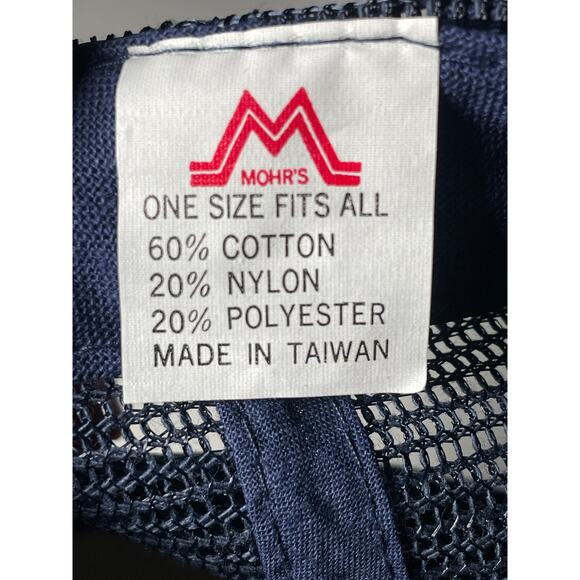 MOHR'S
ONE SIZE FITS ALL
60% COTTON
20% NYLON
20% POLYESTER
MADE IN TAIWAN